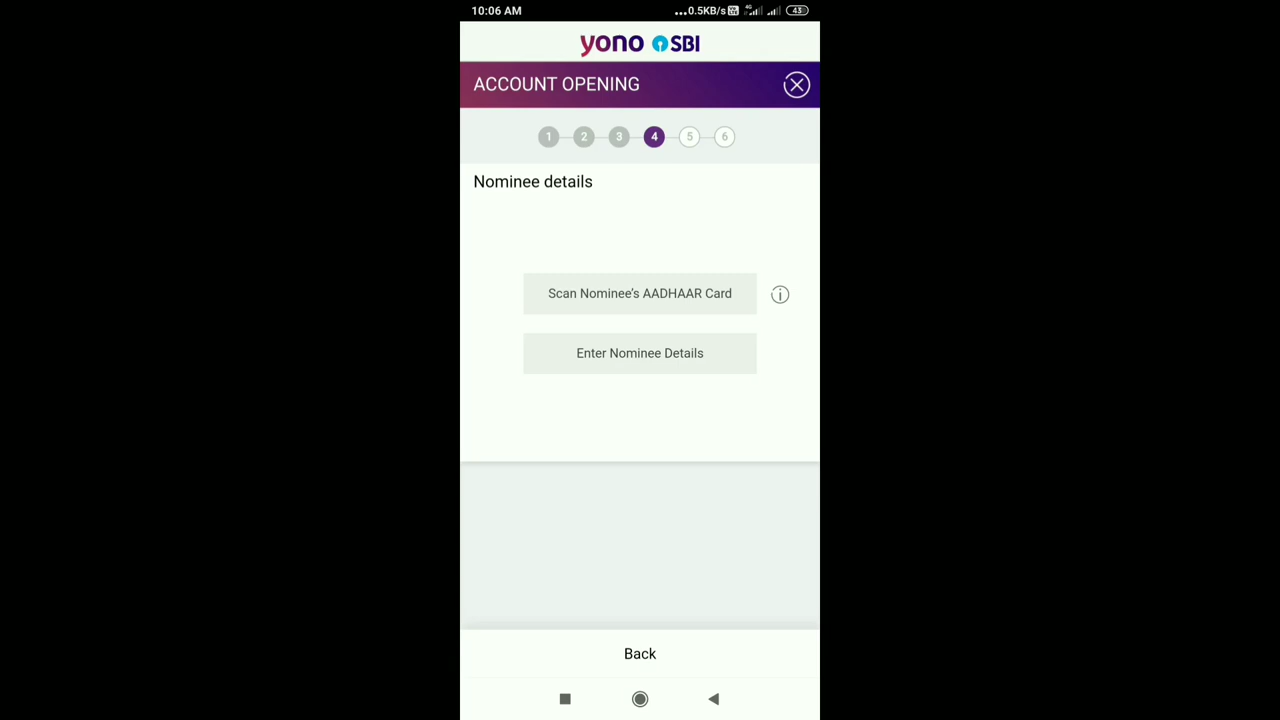 10:06 AM ...0.5KB/s 4G 43
yono SBI
ACCOUNT OPENING
1 2 3 4 5 6
Nominee details
Scan Nominee's AADHAAR Card i
Enter Nominee Details
Back